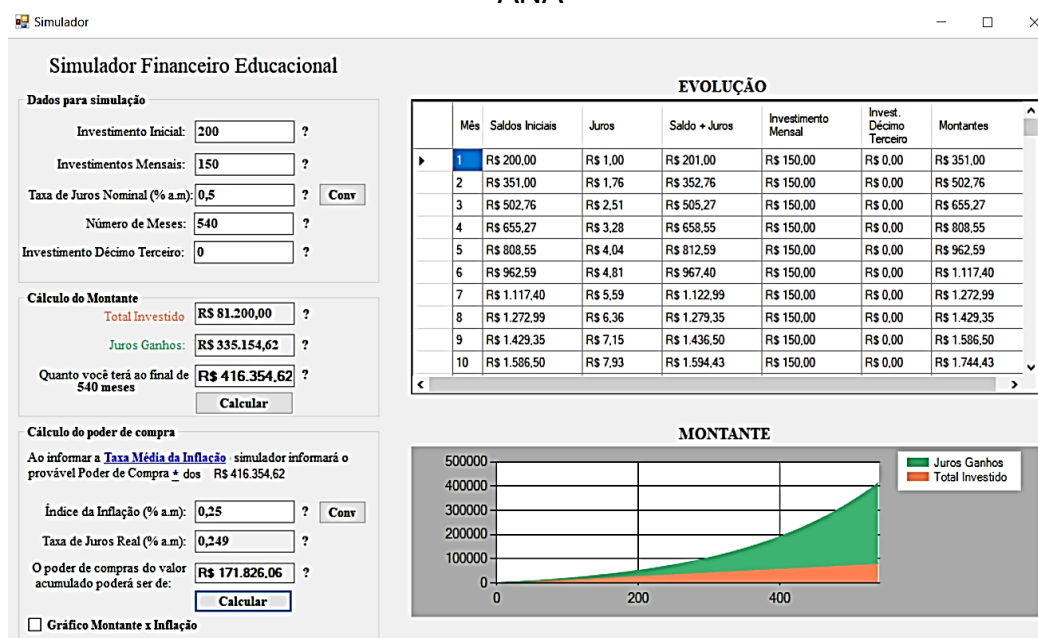 ANA
Simulador
Simulador Financeiro Educacional
Dados para simulação
Investimento Inicial: 200 ?
Investimentos Mensais: 150 ?
Taxa de Juros Nominal (% a.m): 0,5 ? Conv
Número de Meses: 540 ?
Investimento Décimo Terceiro: 0 ?
Cálculo do Montante
Total Investido R$ 81.200,00 ?
Juros Ganhos: R$ 335.154,62 ?
Quanto você terá ao final de
540 meses R$ 416.354,62 ?
Calcular
Cálculo do poder de compra
Ao informar a Taxa Média da Inflação simulador informará o
provável Poder de Compra * dos R$ 416.354,62
Índice da Inflação (% a.m): 0,25 ? Conv
Taxa de Juros Real (% a.m): 0,249 ?
O poder de compras do valor
acumulado poderá ser de: R$ 171.826,06 ?
Calcular
Gráfico Montante x Inflação
EVOLUÇÃO
Mês Saldos Iniciais Juros Saldo + Juros Investimento Mensal Invest. Décimo Terceiro Montantes
1 R$ 200,00 R$ 1,00 R$ 201,00 R$ 150,00 R$ 0,00 R$ 351,00
2 R$ 351,00 R$ 1,76 R$ 352,76 R$ 150,00 R$ 0,00 R$ 502,76
3 R$ 502,76 R$ 2,51 R$ 505,27 R$ 150,00 R$ 0,00 R$ 655,27
4 R$ 655,27 R$ 3,28 R$ 658,55 R$ 150,00 R$ 0,00 R$ 808,55
5 R$ 808,55 R$ 4,04 R$ 812,59 R$ 150,00 R$ 0,00 R$ 962,59
6 R$ 962,59 R$ 4,81 R$ 967,40 R$ 150,00 R$ 0,00 R$ 1.117,40
7 R$ 1.117,40 R$ 5,59 R$ 1.122,99 R$ 150,00 R$ 0,00 R$ 1.272,99
8 R$ 1.272,99 R$ 6,36 R$ 1.279,35 R$ 150,00 R$ 0,00 R$ 1.429,35
9 R$ 1.429,35 R$ 7,15 R$ 1.436,50 R$ 150,00 R$ 0,00 R$ 1.586,50
10 R$ 1.586,50 R$ 7,93 R$ 1.594,43 R$ 150,00 R$ 0,00 R$ 1.744,43
MONTANTE
500000
400000
300000
200000
100000
0
0 200 400
Juros Ganhos
Total Investido